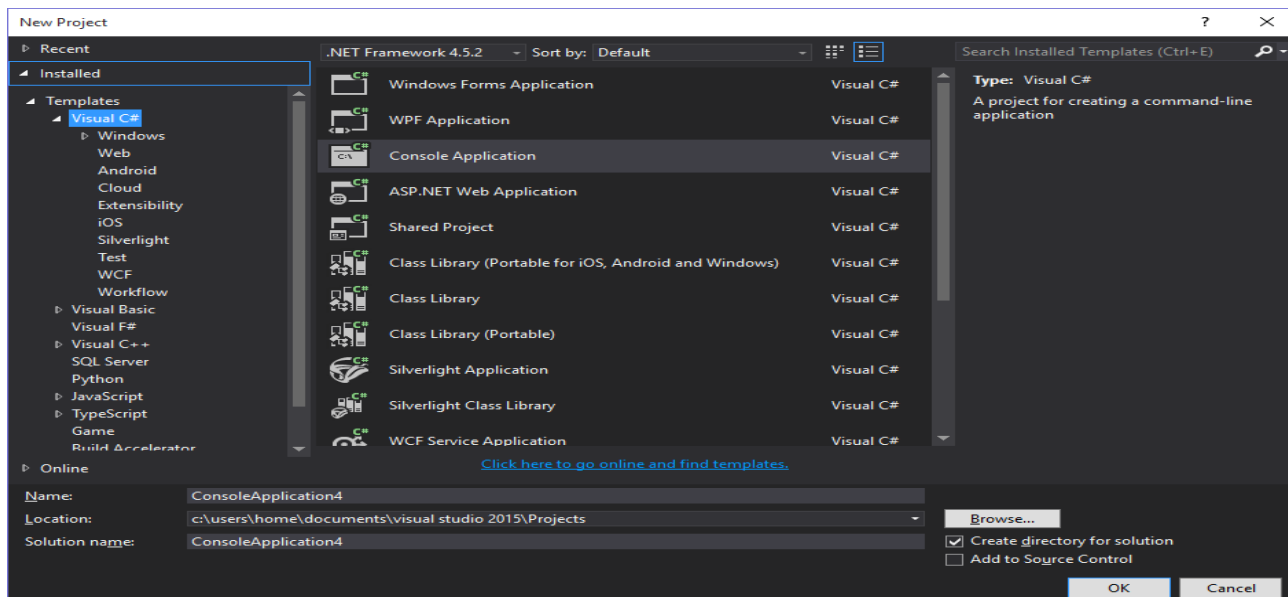 New Project
?
Recent
Installed
Templates
Visual C#
Windows
Web
Android
Cloud
Extensibility
iOS
Silverlight
Test
WCF
Workflow
Visual Basic
Visual F#
Visual C++
SQL Server
Python
JavaScript
TypeScript
Game
Build Accelerator
Online
.NET Framework 4.5.2 Sort by: Default
Windows Forms Application Visual C#
WPF Application Visual C#
Console Application Visual C#
ASP.NET Web Application Visual C#
Shared Project Visual C#
Class Library (Portable for iOS, Android and Windows) Visual C#
Class Library Visual C#
Class Library (Portable) Visual C#
Silverlight Application Visual C#
Silverlight Class Library Visual C#
WCF Service Application Visual C#
Click here to go online and find templates.
Search Installed Templates (Ctrl+E)
Type: Visual C#
A project for creating a command-line
application
Name: ConsoleApplication4
Location: c:\users\home\documents\visual studio 2015\Projects
Browse...
Solution name: ConsoleApplication4
Create directory for solution
Add to Source Control
OK Cancel